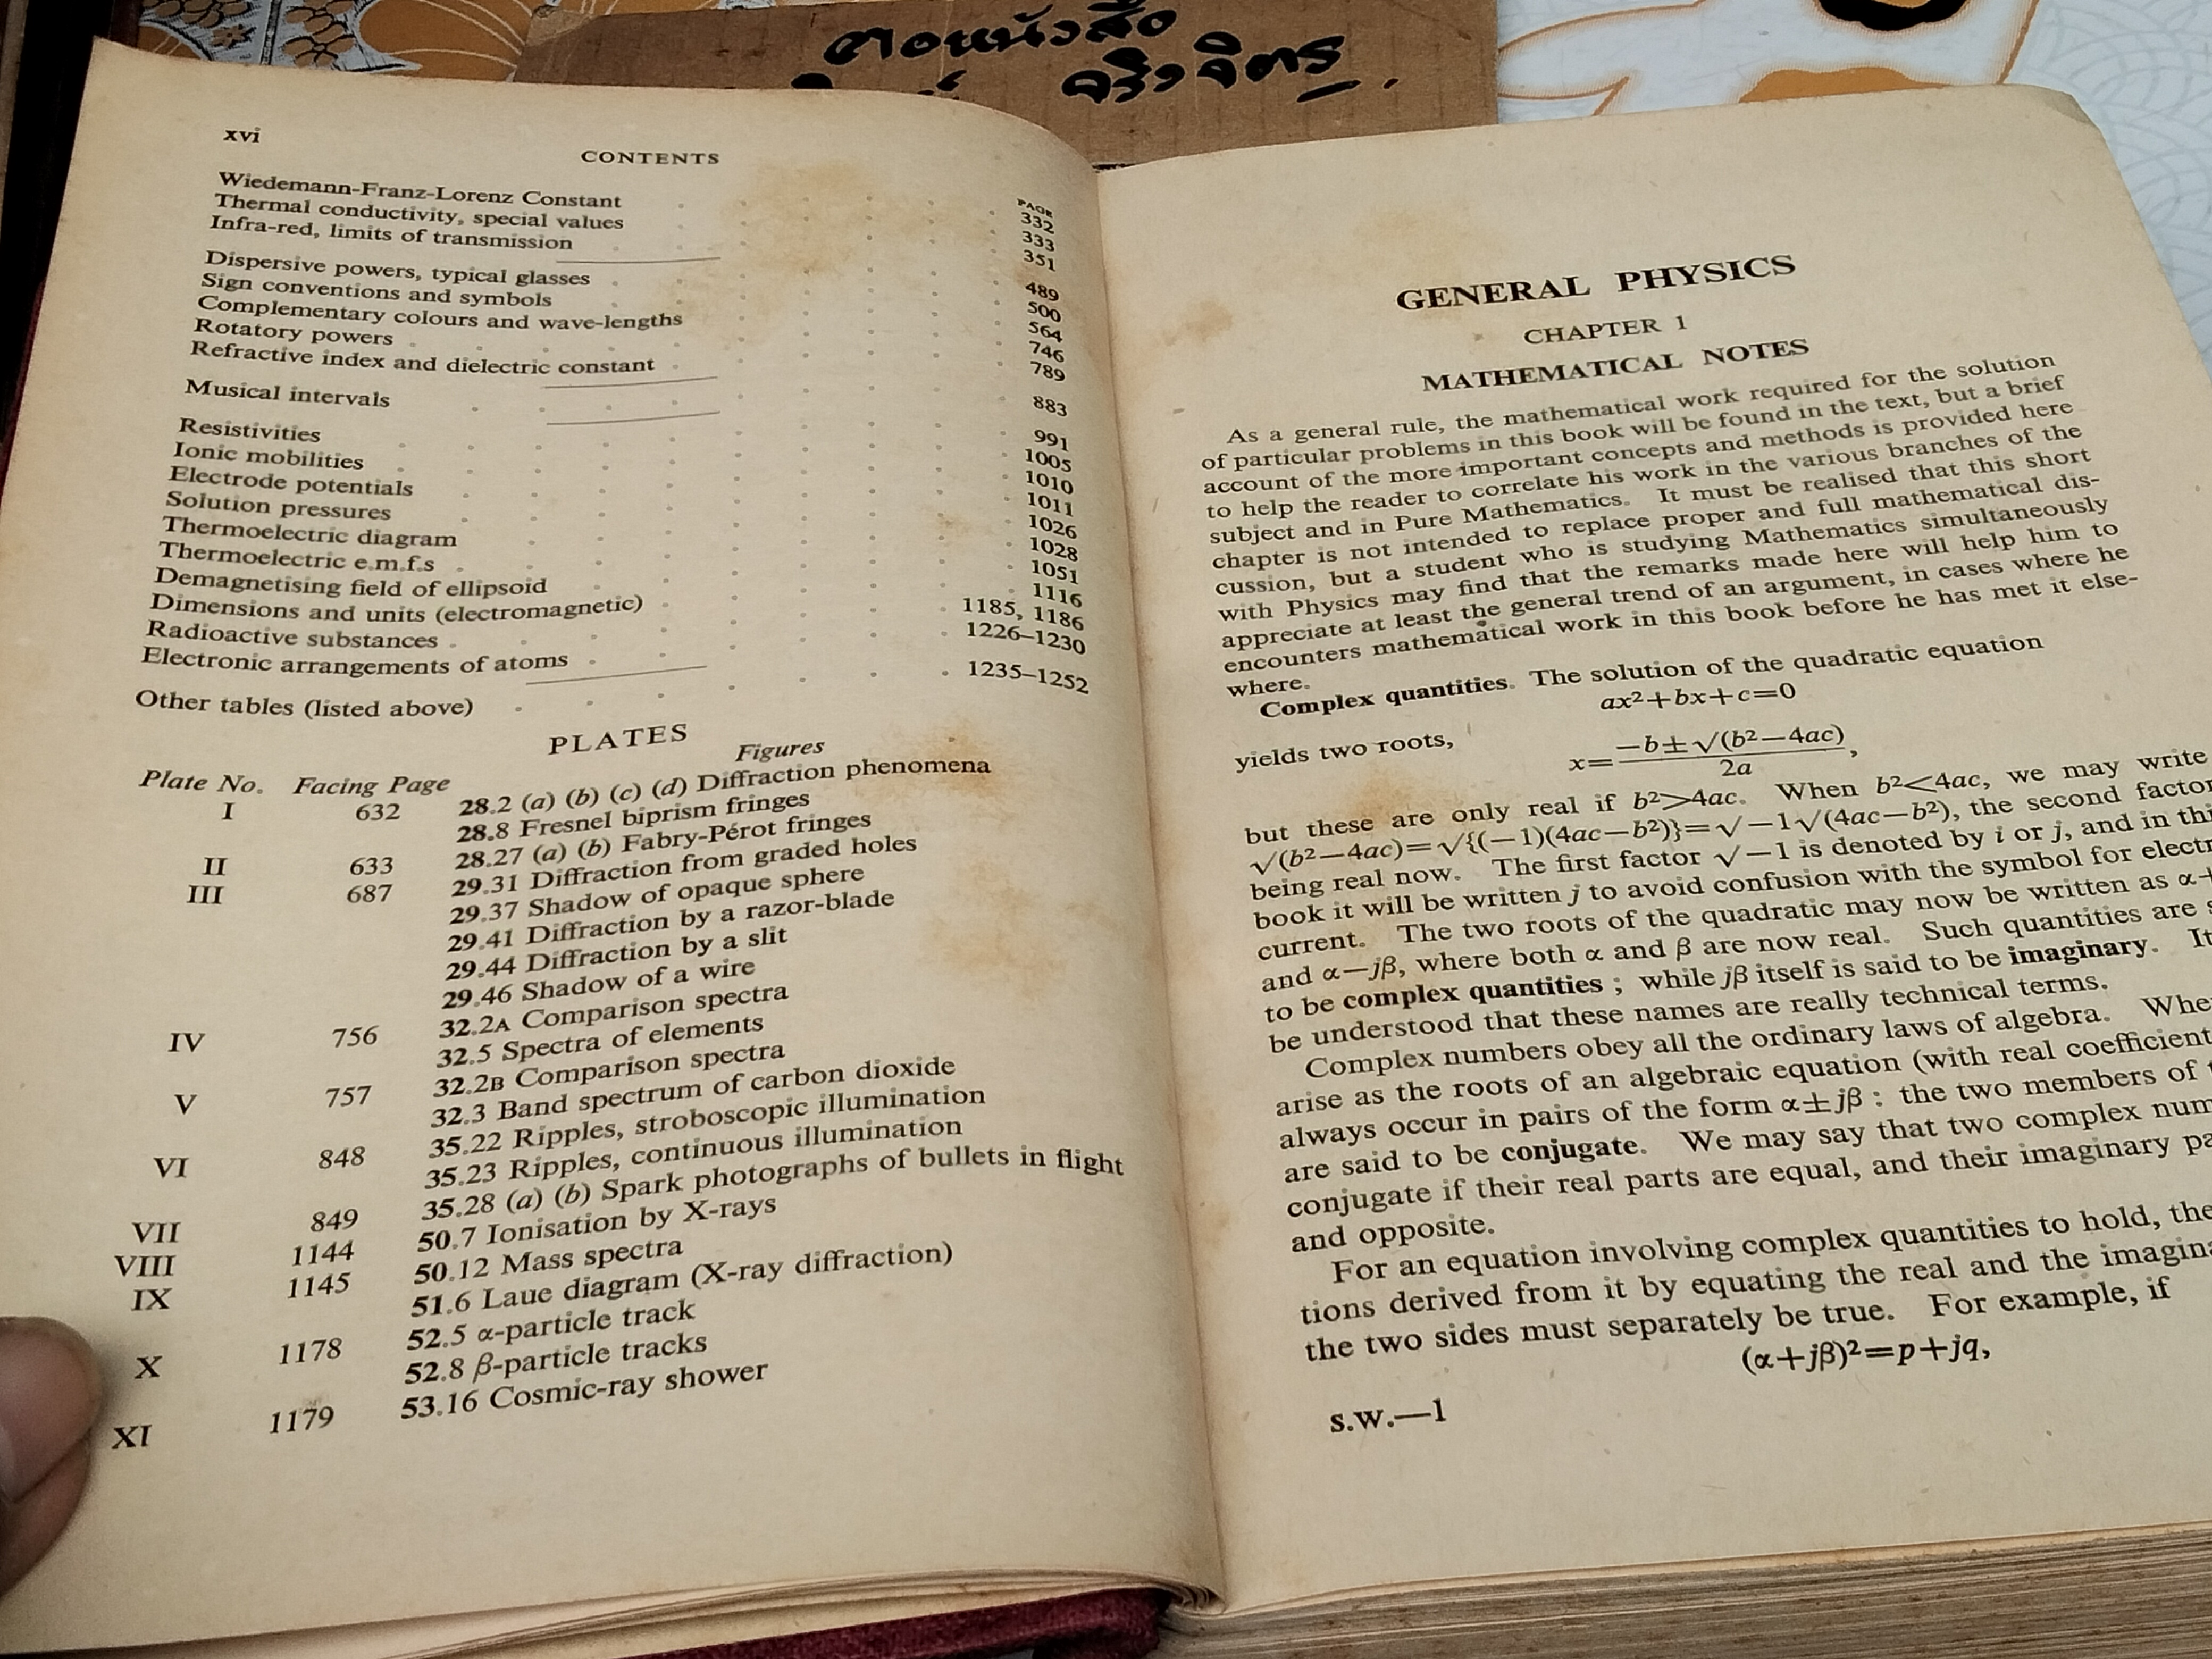 ตอหนังสือ
จริงจิตร
xvi
CONTENTS
PAGE
Wiedemann-Franz-Lorenz Constant . . . . . . 332
Thermal conductivity, special values . . . . . . 333
Infra-red, limits of transmission . . . . . . 351
Dispersive powers, typical glasses . . . . . . 489
Sign conventions and symbols . . . . . . 500
Complementary colours and wave-lengths . . . . . 564
Rotatory powers . . . . . . . . 746
Refractive index and dielectric constant . . . . . . 789
Musical intervals . . . . . . . . 883
Resistivities . . . . . . . . . 991
Ionic mobilities . . . . . . . . . 1005
Electrode potentials . . . . . . . . 1010
Solution pressures . . . . . . . . 1011
Thermoelectric diagram . . . . . . . . 1026
Thermoelectric e.m.f.s . . . . . . . . 1028
Demagnetising field of ellipsoid . . . . . . 1051
Dimensions and units (electromagnetic) . . . . . 1116
Radioactive substances . . . . . . 1185, 1186
Electronic arrangements of atoms . . . . . 1226–1230
Other tables (listed above) . . . . . . 1235–1252
PLATES
Plate No. Facing Page Figures
I 632 28.2 (a) (b) (c) (d) Diffraction phenomena
28.8 Fresnel biprism fringes
28.27 (a) (b) Fabry-Pérot fringes
II 633 29.31 Diffraction from graded holes
III 687 29.37 Shadow of opaque sphere
29.41 Diffraction by a razor-blade
29.44 Diffraction by a slit
29.46 Shadow of a wire
IV 756 32.2A Comparison spectra
32.5 Spectra of elements
V 757 32.2B Comparison spectra
32.3 Band spectrum of carbon dioxide
VI 848 35.22 Ripples, stroboscopic illumination
35.23 Ripples, continuous illumination
VII 849 35.28 (a) (b) Spark photographs of bullets in flight
VIII 1144 50.7 Ionisation by X-rays
IX 1145 50.12 Mass spectra
51.6 Laue diagram (X-ray diffraction)
X 1178 52.5 α-particle track
52.8 β-particle tracks
XI 1179 53.16 Cosmic-ray shower
GENERAL PHYSICS
CHAPTER 1
MATHEMATICAL NOTES
As a general rule, the mathematical work required for the solution
of particular problems in this book will be found in the text, but a brief
account of the more important concepts and methods is provided here
to help the reader to correlate his work in the various branches of the
subject and in Pure Mathematics. It must be realised that this short
chapter is not intended to replace proper and full mathematical dis-
cussion, but a student who is studying Mathematics simultaneously
with Physics may find that the remarks made here will help him to
appreciate at least the general trend of an argument, in cases where he
encounters mathematical work in this book before he has met it else-
where.
Complex quantities. The solution of the quadratic equation
ax²+bx+c=0
yields two roots,
x=−b±√(b²−4ac)/2a,
but these are only real if b²>4ac. When b²<4ac, we may write
√(b²−4ac)=√{(−1)(4ac−b²)}=√−1√(4ac−b²), the second factor
being real now. The first factor √−1 is denoted by i or j, and in
book it will be written j to avoid confusion with the symbol for
current. The two roots of the quadratic may now be written as α+
and α−jβ, where both α and β are now real. Such quantities are
to be complex quantities ; while jβ itself is said to be imaginary. It
be understood that these names are really technical terms.
Complex numbers obey all the ordinary laws of algebra.
arise as the roots of an algebraic equation (with real coefficient
always occur in pairs of the form α±jβ : the two members of
are said to be conjugate. We may say that two complex
conjugate if their real parts are equal, and their imaginary
and opposite.
For an equation involving complex quantities to hold, the
tions derived from it by equating the real and the
the two sides must separately be true. For example, if
(α+jβ)²=p+jq,
S.W.—1